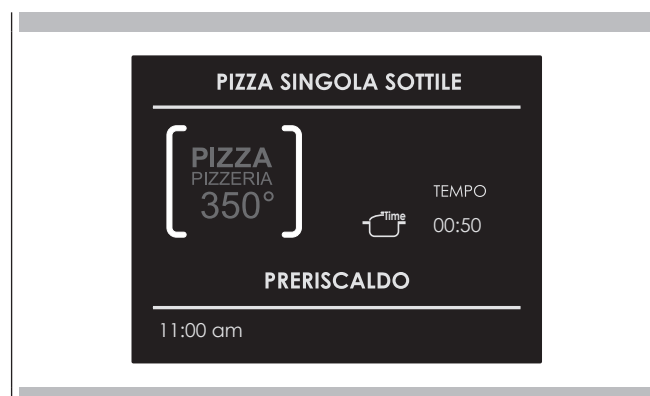 PIZZA SINGOLA SOTTILE
PIZZA
PIZZERIA
350°
TEMPO
Time
00:50
PRERISCALDO
11:00 am